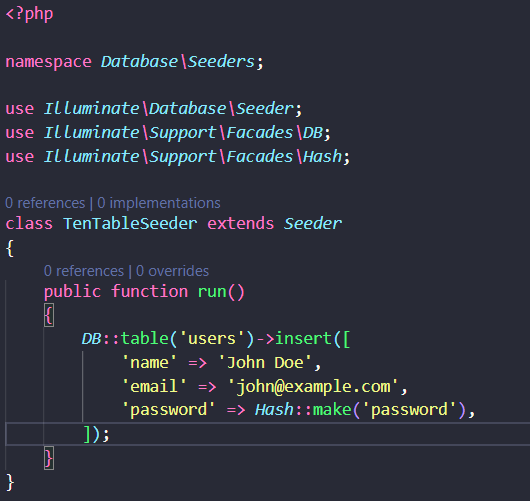 <?php
namespace Database\Seeders;
use Illuminate\Database\Seeder;
use Illuminate\Support\Facades\DB;
use Illuminate\Support\Facades\Hash;
0 references | 0 implementations
class TenTableSeeder extends Seeder
{
0 references | 0 overrides
public function run()
{
DB::table('users')->insert([
'name' => 'John Doe',
'email' => 'john@example.com',
'password' => Hash::make('password'),
]);
}
}